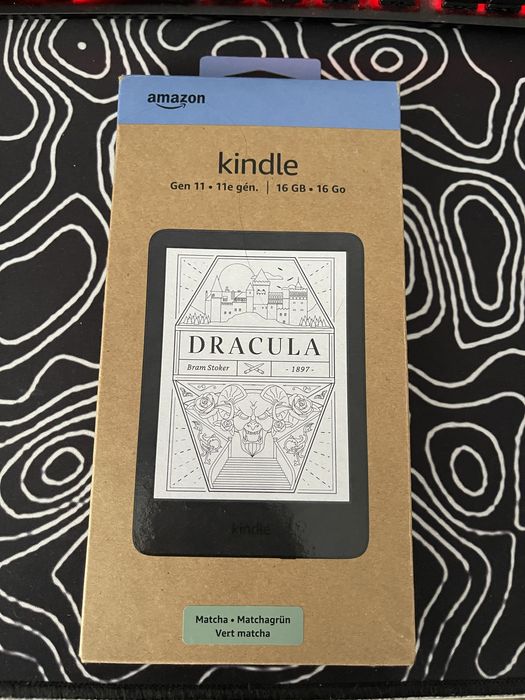 amazon
kindle
Gen 11 • 11e gén. | 16 GB • 16 Go
DRACULA
Bram Stoker - 1897 -
kindle
Matcha • Matchagrün
Vert matcha